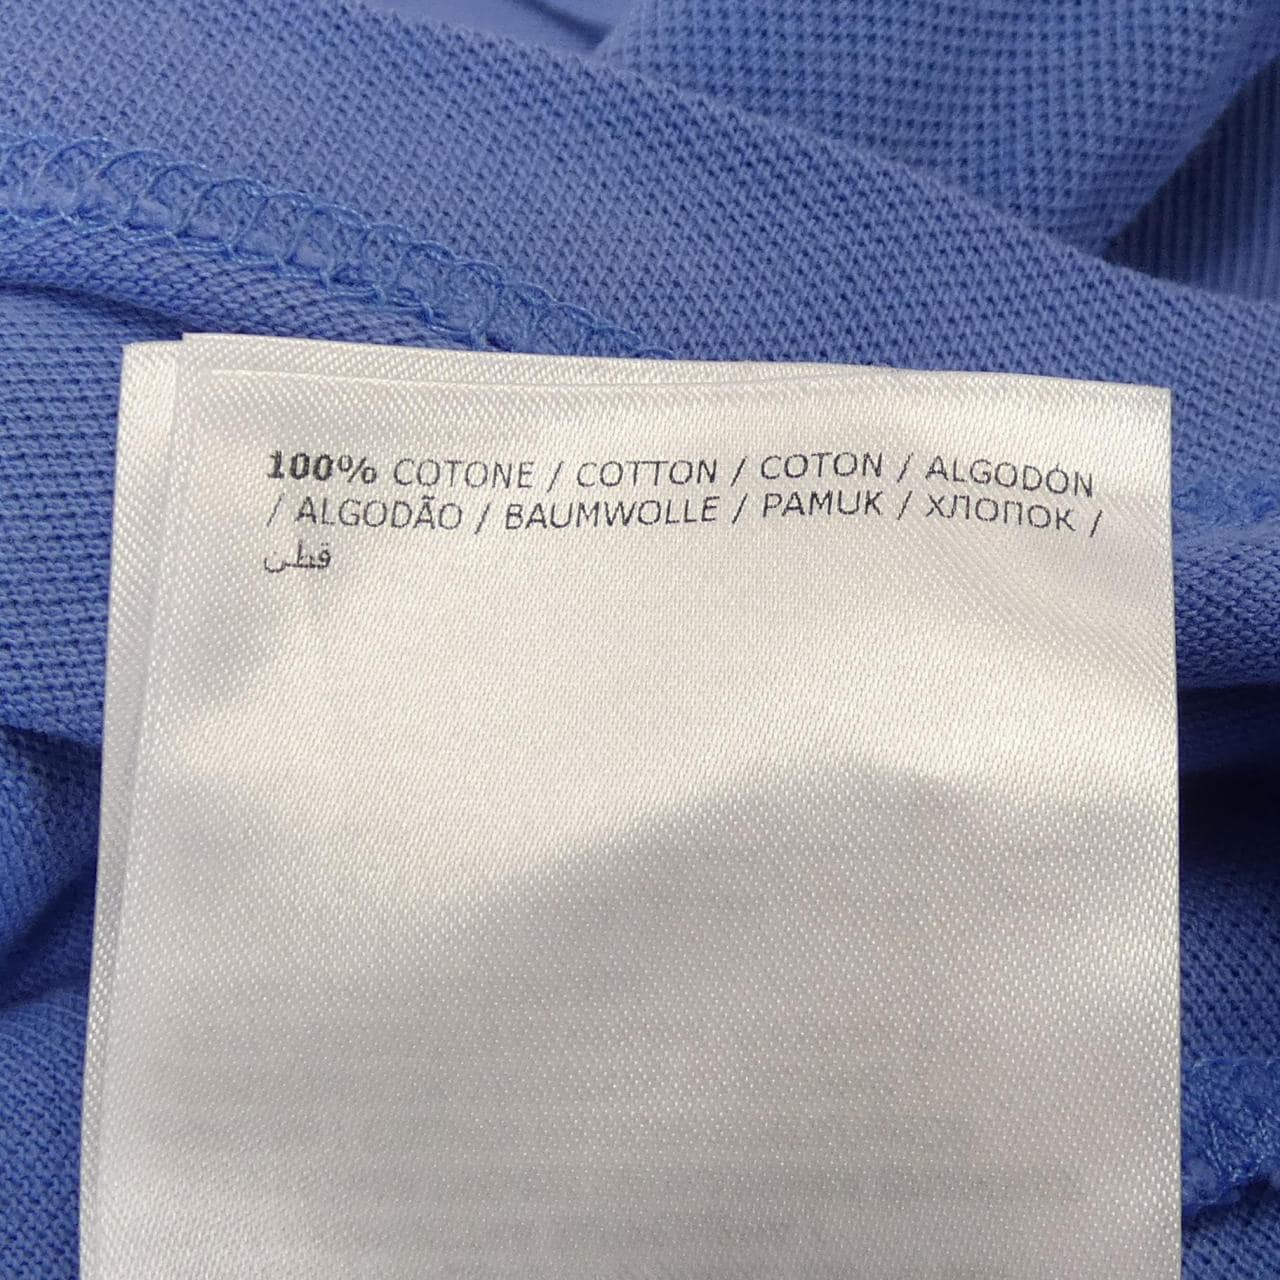 100% COTONE / COTTON / COTON / ALGODÓN
/ ALGODÃO / BAUMWOLLE / PAMUK / ХЛОПОК /
قطن